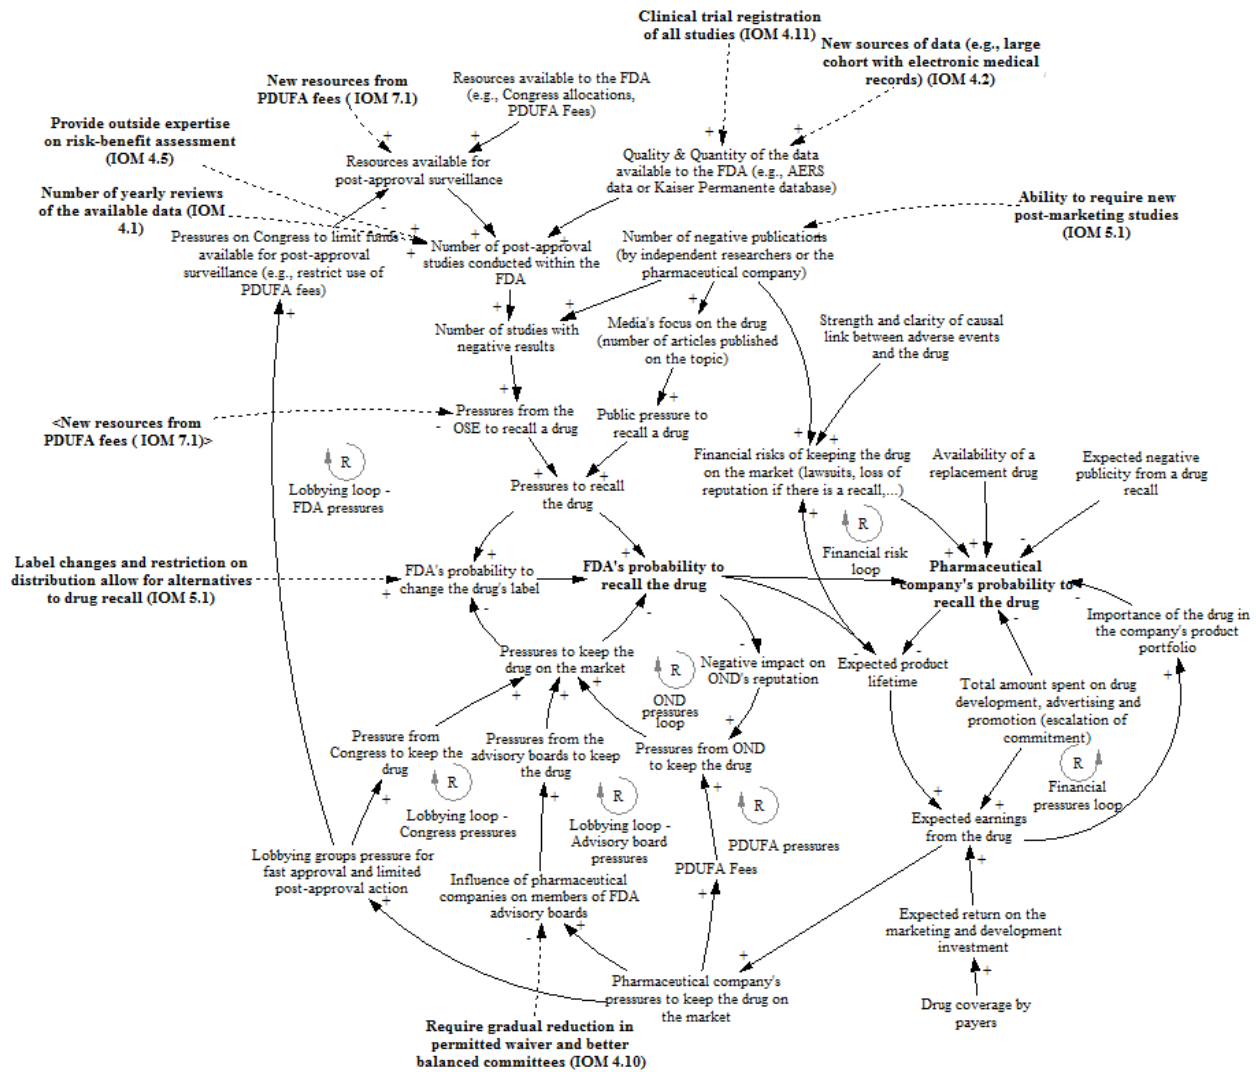 Clinical trial registration
of all studies (IOM 4.11)
New sources of data (e.g., large
cohort with electronic medical
records) (IOM 4.2)
New resources from
PDUFA fees ( IOM 7.1)
Resources available to the FDA
(e.g., Congress allocations,
PDUFA Fees)
Provide outside expertise
on risk-benefit assessment
(IOM 4.5)
Resources available for
post-approval surveillance
Quality & Quantity of the data
available to the FDA (e.g., AERS
data or Kaiser Permanente database)
Number of yearly reviews
of the available data (IOM
4.1)
Ability to require new
post-marketing studies
(IOM 5.1)
Pressures on Congress to limit funds
available for post-approval
surveillance (e.g., restrict use of
PDUFA fees)
Number of post-approval
studies conducted within the
FDA
Number of negative publications
(by independent researchers or the
pharmaceutical company)
Number of studies with
negative results
Media's focus on the drug
(number of articles published
on the topic)
Strength and clarity of causal
link between adverse events
and the drug
<New resources from
PDUFA fees ( IOM 7.1)>
Pressures from the
OSE to recall a drug
Public pressure to
recall a drug
Financial risks of keeping the drug
on the market (lawsuits, loss of
reputation if there is a recall,...)
Availability of a
replacement drug
Expected negative
publicity from a drug
recall
R
Lobbying loop -
FDA pressures
Pressures to recall
the drug
R
Financial risk
loop
Label changes and restriction on
distribution allow for alternatives
to drug recall (IOM 5.1)
FDA's probability to
change the drug's label
FDA's probability to
recall the drug
Pharmaceutical
company's probability to
recall the drug
Importance of the drug in
the company's product
portfolio
Pressures to keep the
drug on the market
R
OND
pressures
loop
Negative impact on
OND's reputation
Expected product
lifetime
Total amount spent on drug
development, advertising and
promotion (escalation of
commitment)
Pressure from
Congress to keep the
drug
Pressures from the
advisory boards to keep
the drug
Pressures from OND
to keep the drug
R
Lobbying loop -
Congress pressures
R
Lobbying loop -
Advisory board
pressures
R
PDUFA pressures
R
Financial
pressures loop
Expected earnings
from the drug
Lobbying groups pressure for
fast approval and limited
post-approval action
Influence of pharmaceutical
companies on members of FDA
advisory boards
PDUFA Fees
Expected return on the
marketing and development
investment
Pharmaceutical company's
pressures to keep the drug on
the market
Drug coverage by
payers
Require gradual reduction in
permitted waiver and better
balanced committees (IOM 4.10)